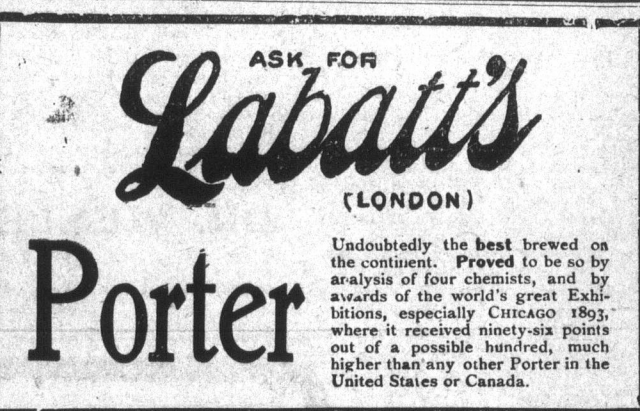 ASK FOR
Labatt's
(LONDON)
Porter
Undoubtedly the best brewed on
the continent. Proved to be so by
analysis of four chemists, and by
awards of the world's great Exhi-
bitions, especially CHICAGO 1893,
where it received ninety-six points
out of a possible hundred, much
higher than any other Porter in the
United States or Canada.